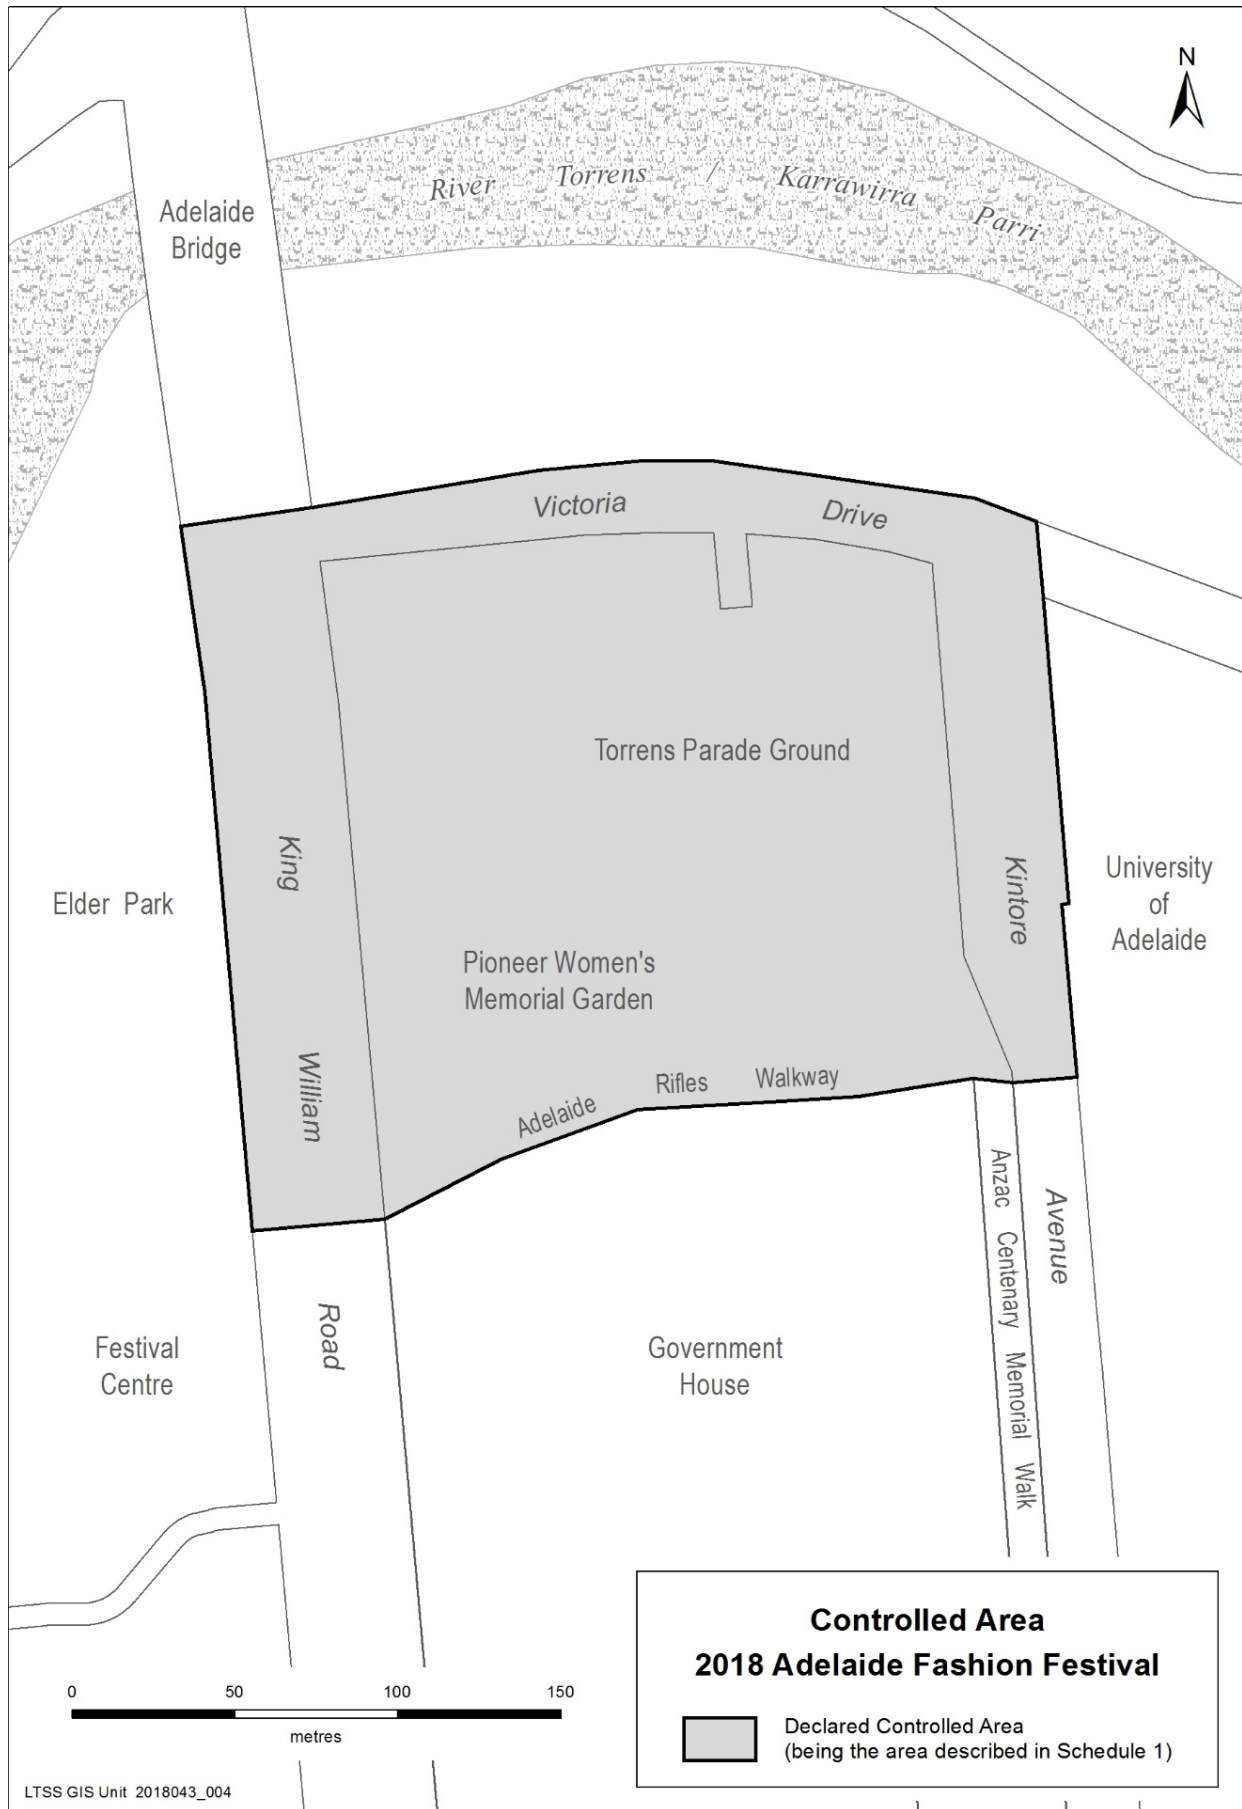 N
River Torrens / Karrawirra Parri
Adelaide
Bridge
Victoria Drive
Torrens Parade Ground
King William Road
Kintore Avenue
Elder Park
University
of
Adelaide
Pioneer Women's
Memorial Garden
Adelaide Rifles Walkway
Anzac Centenary Memorial Walk
Festival
Centre
Government
House
Controlled Area
2018 Adelaide Fashion Festival
Declared Controlled Area
(being the area described in Schedule 1)
0 50 100 150
metres
LTSS GIS Unit 2018043_004